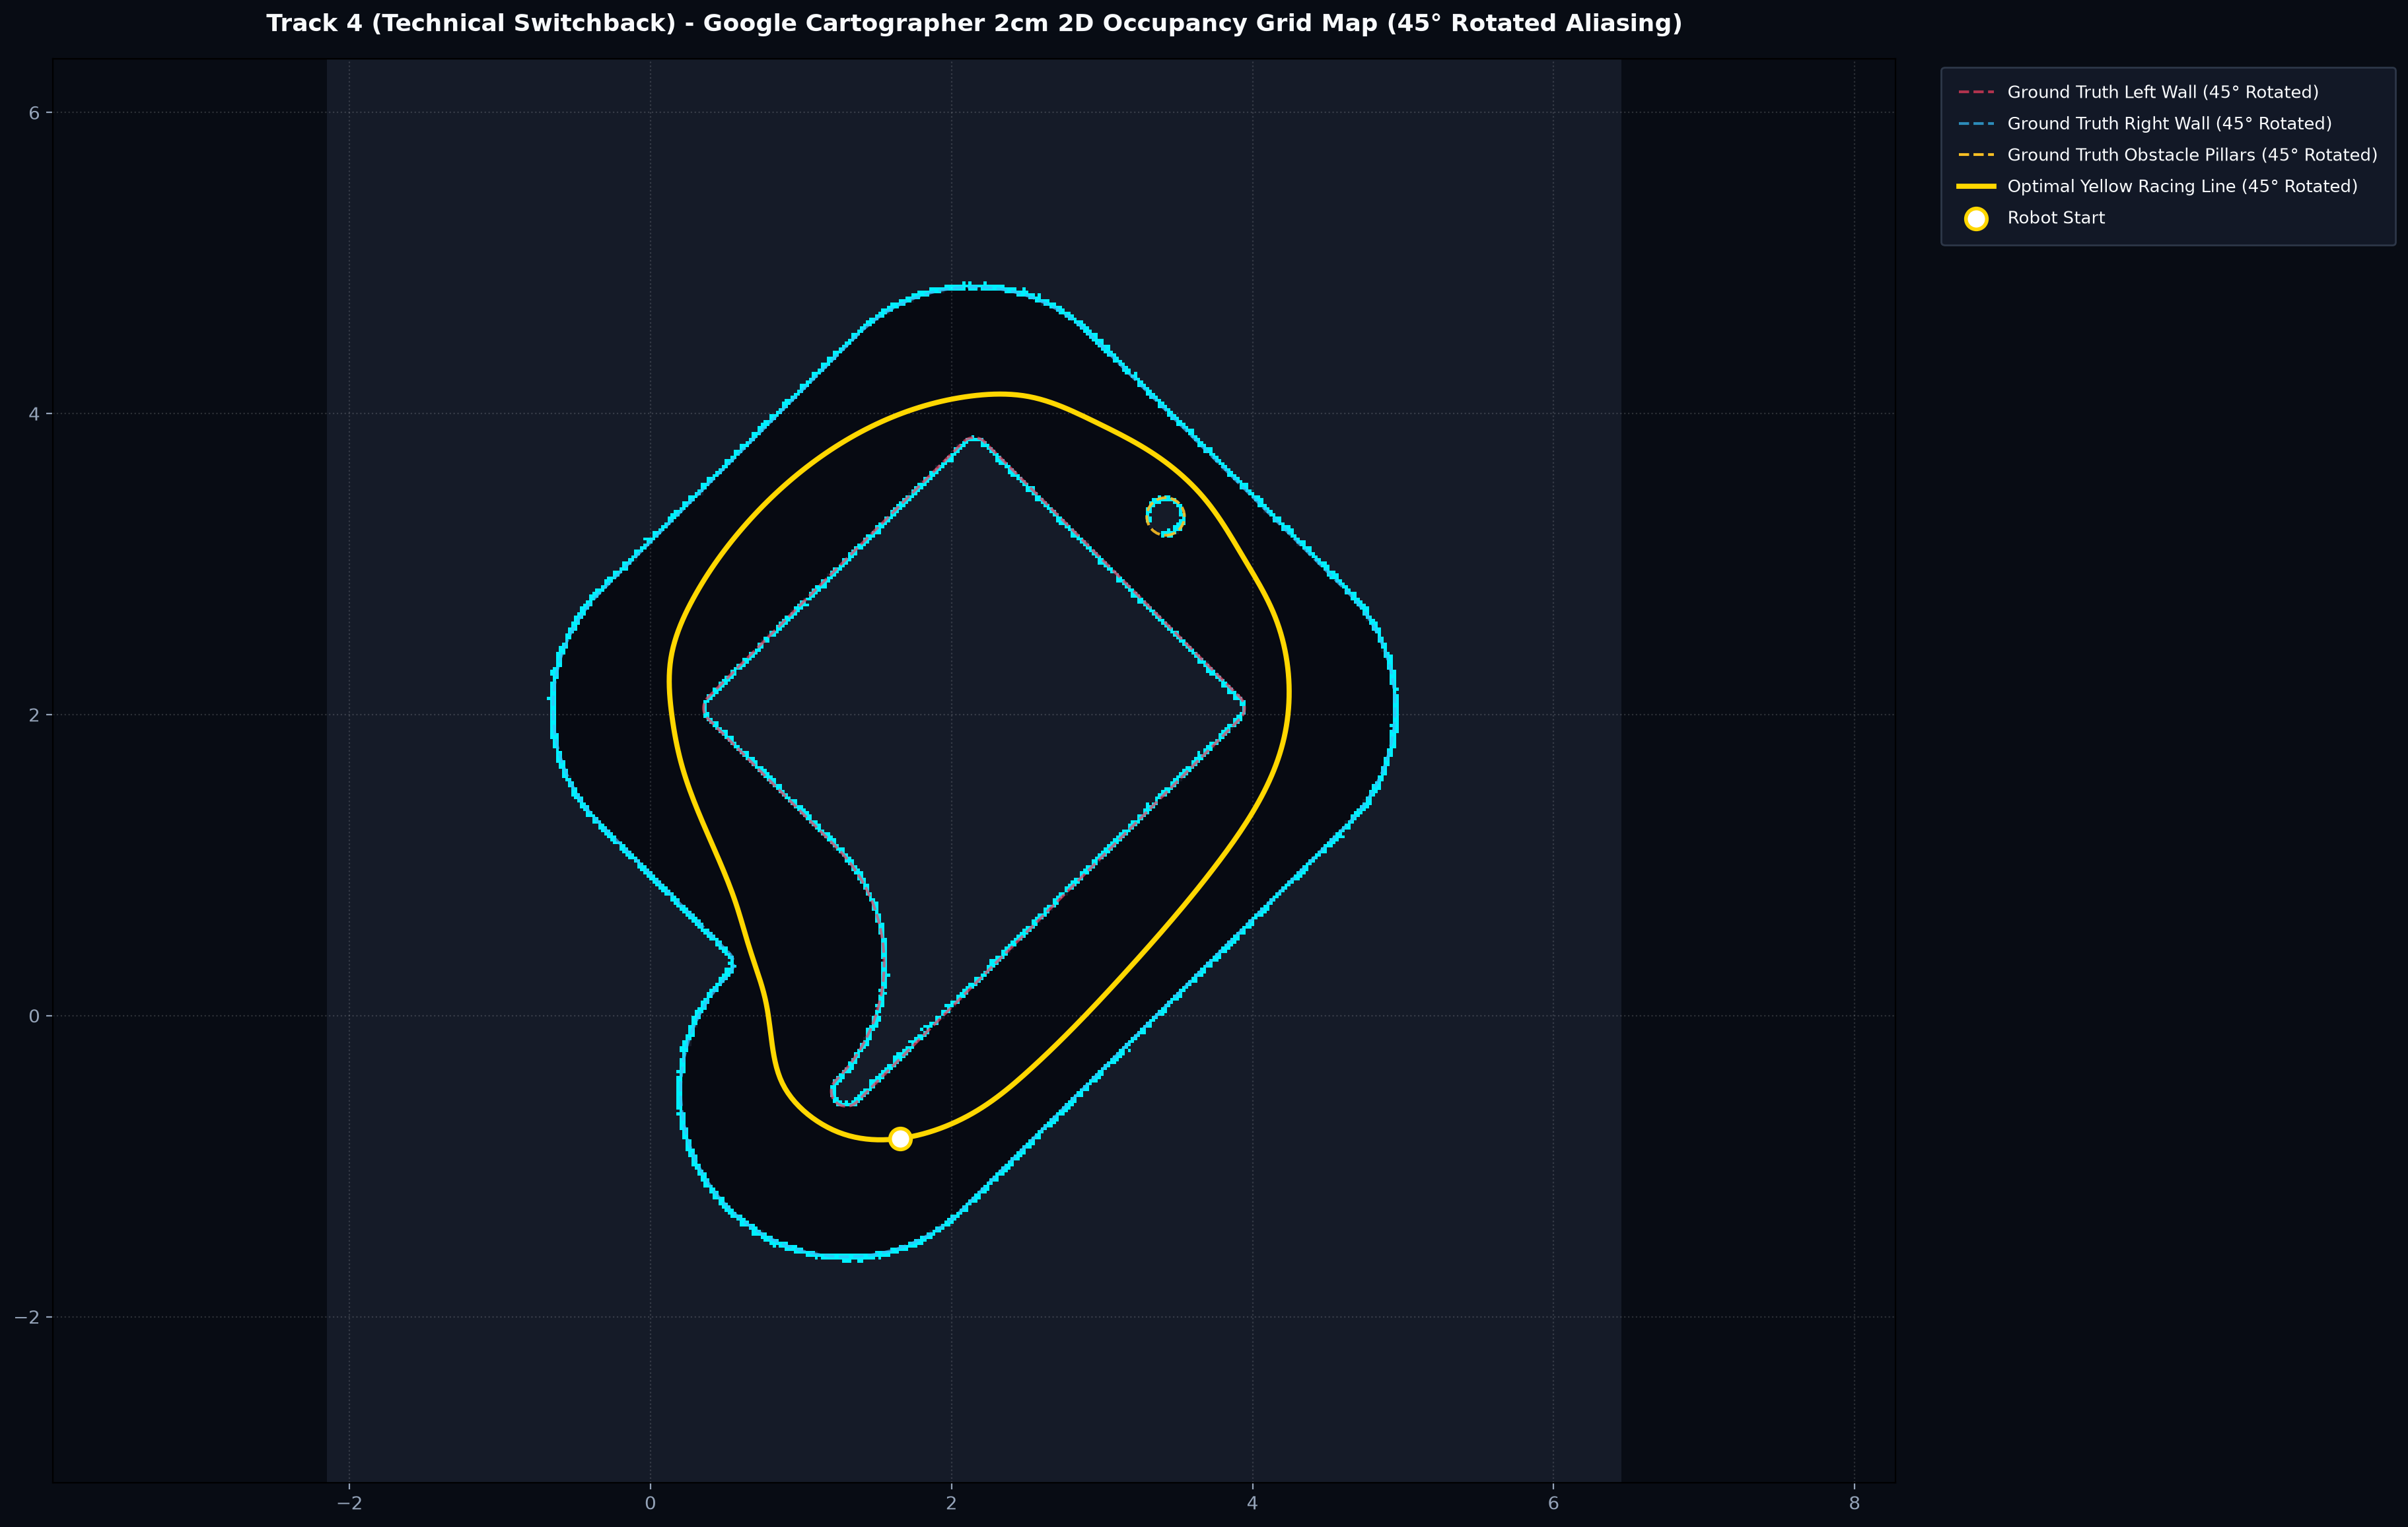 Track 4 (Technical Switchback) - Google Cartographer 2cm 2D Occupancy Grid Map (45° Rotated Aliasing)
Ground Truth Left Wall (45° Rotated)
Ground Truth Right Wall (45° Rotated)
Ground Truth Obstacle Pillars (45° Rotated)
Optimal Yellow Racing Line (45° Rotated)
Robot Start
6
4
2
0
−2
−2 0 2 4 6 8